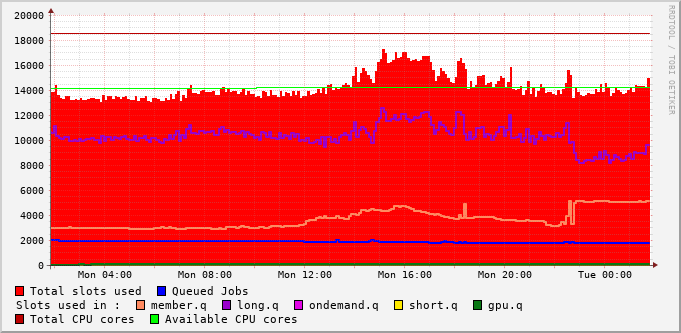 RRDTOOL / TOBI OETIKER
20000
18000
16000
14000
12000
10000
8000
6000
4000
2000
0
Mon 04:00 Mon 08:00 Mon 12:00 Mon 16:00 Mon 20:00 Tue 00:00
Total slots used Queued Jobs
Slots used in : member.q long.q ondemand.q short.q gpu.q
Total CPU cores Available CPU cores